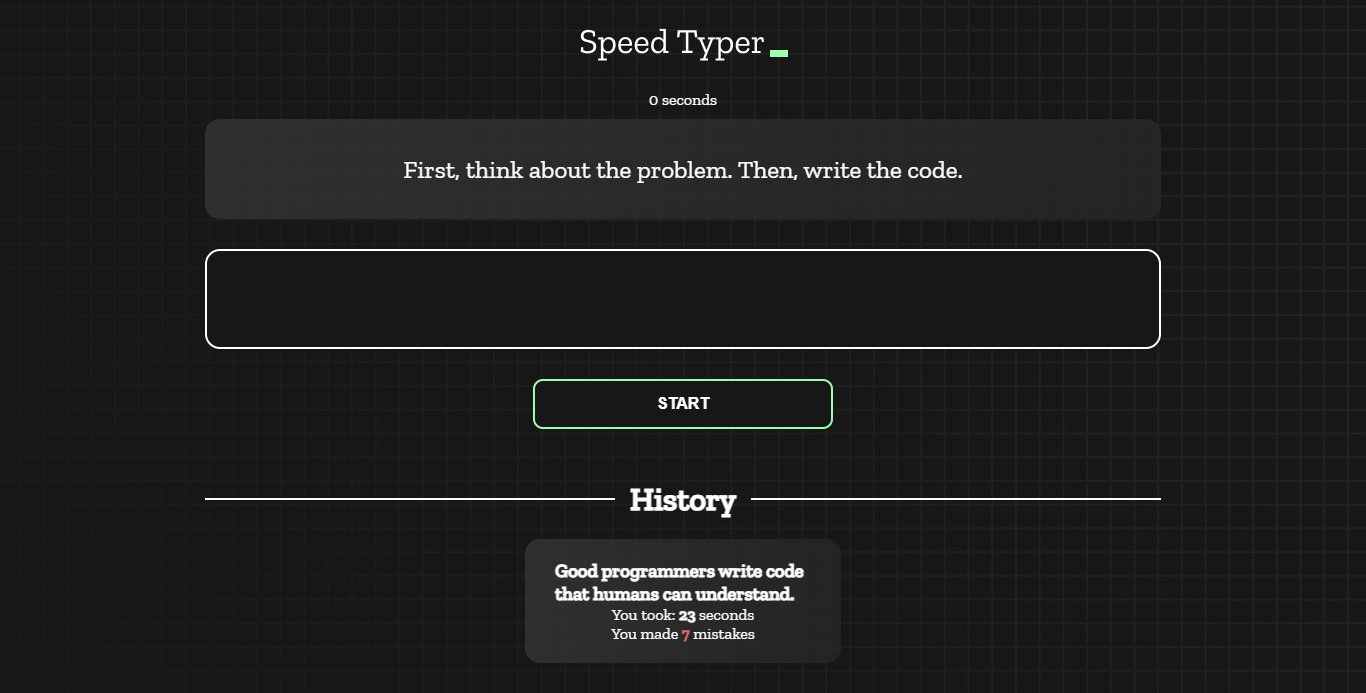 Speed Typer
0 seconds
First, think about the problem. Then, write the code.
START
History
Good programmers write code
that humans can understand.
You took: 23 seconds
You made 7 mistakes